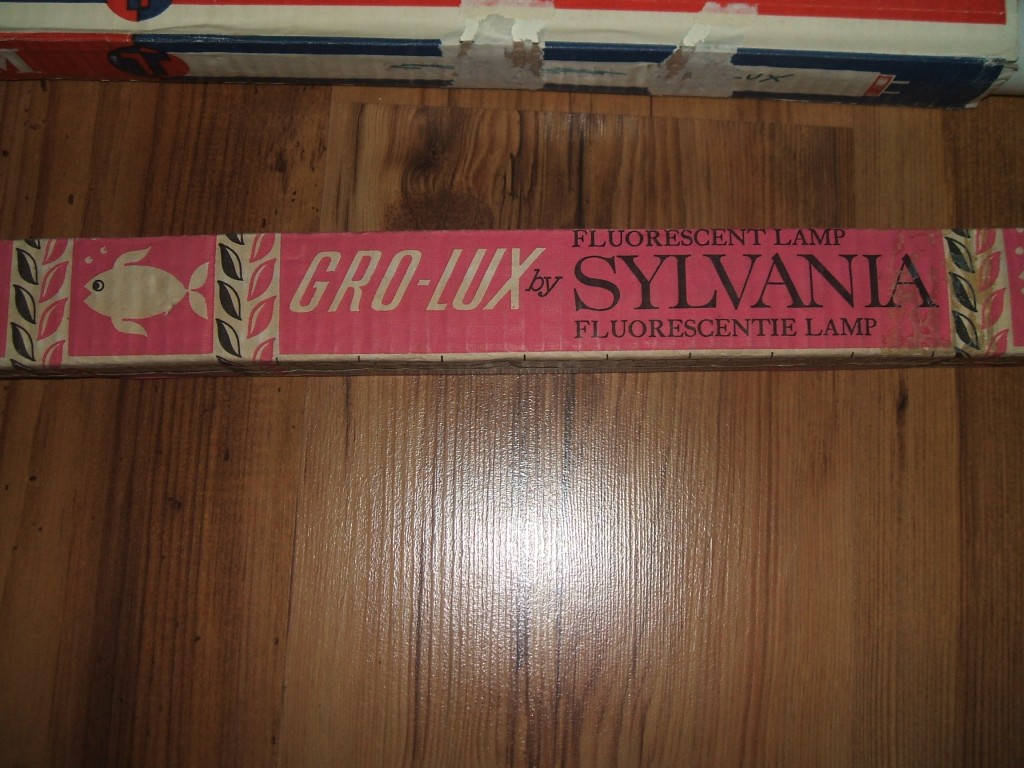 GRO-LUX by
FLUORESCENT LAMP
SYLVANIA
FLUORESCENTIE LAMP